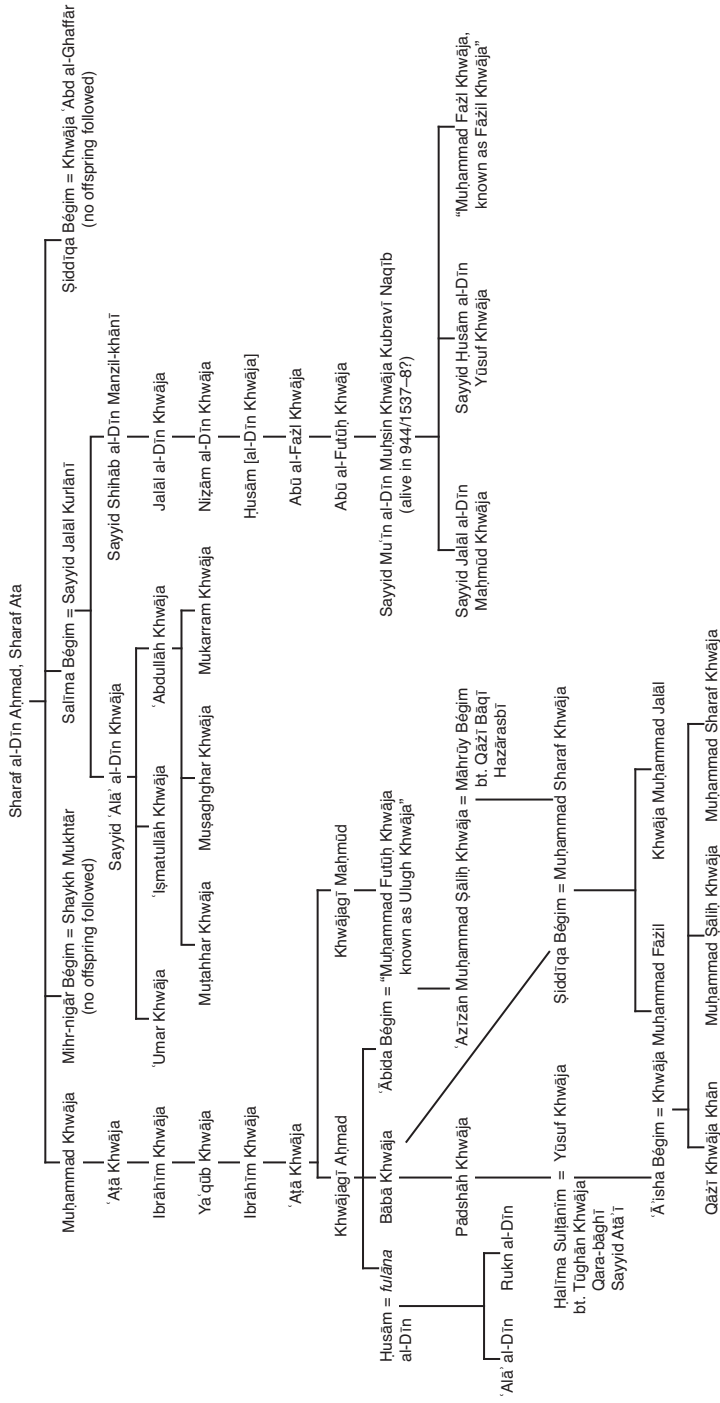 Sharaf al-Dīn Aḥmad, Sharaf Ata
Muḥammad Khwāja
Mihr-nigār Bégim = Shaykh Mukhtār
(no offspring followed)
Salīma Bégim = Sayyid Jalāl Kurlānī
Ṣiddīqa Bégim = Khwāja ʿAbd al-Ghaffār
(no offspring followed)
ʿAṭā Khwāja
Sayyid ʿAlāʾ al-Dīn Khwāja
Sayyid Shihāb al-Dīn Manzil-khānī
Ibrāhīm Khwāja
ʿUmar Khwāja
ʿIṣmatullāh Khwāja
ʿAbdullāh Khwāja
Jalāl al-Dīn Khwāja
Yaʿqūb Khwāja
Muṭahhar Khwāja
Muṣaghghar Khwāja
Mukarram Khwāja
Niẓām al-Dīn Khwāja
Ibrāhīm Khwāja
Ḥusām [al-Dīn Khwāja]
ʿAṭā Khwāja
Abū al-Fażl Khwāja
Khwājagī Aḥmad
Khwājagī Maḥmūd
Abū al-Futūḥ Khwāja
Ḥusām = fulāna
al-Dīn
Bābā Khwāja
ʿĀbida Bégim = “Muḥammad Futūḥ Khwāja
known as Ulugh Khwāja”
Sayyid Muʿīn al-Dīn Muḥsin Khwāja Kubravī Naqīb
(alive in 944/1537–8?)
Pādshāh Khwāja
ʿAzīzān Muḥammad Ṣāliḥ Khwāja = Māhrūy Bégim
bt. Qāżī Bāqī
Hazārasbī
Sayyid Jalāl al-Dīn
Maḥmūd Khwāja
Sayyid Ḥusām al-Dīn
Yūsuf Khwāja
“Muḥammad Fażl Khwāja,
known as Fāżil Khwāja”
ʿAlāʾ al-Dīn
Rukn al-Dīn
Ḥalīma Sulṭānīm = Yūsuf Khwāja
bt. Tūghān Khwāja
Qara-bāghī
Sayyid Atāʾī
Ṣiddīqa Bégim = Muḥammad Sharaf Khwāja
ʿĀʾisha Bégim = Khwāja Muḥammad Fāżil
Khwāja Muḥammad Jalāl
Qāżī Khwāja Khān
Muḥammad Ṣāliḥ Khwāja
Muḥammad Sharaf Khwāja